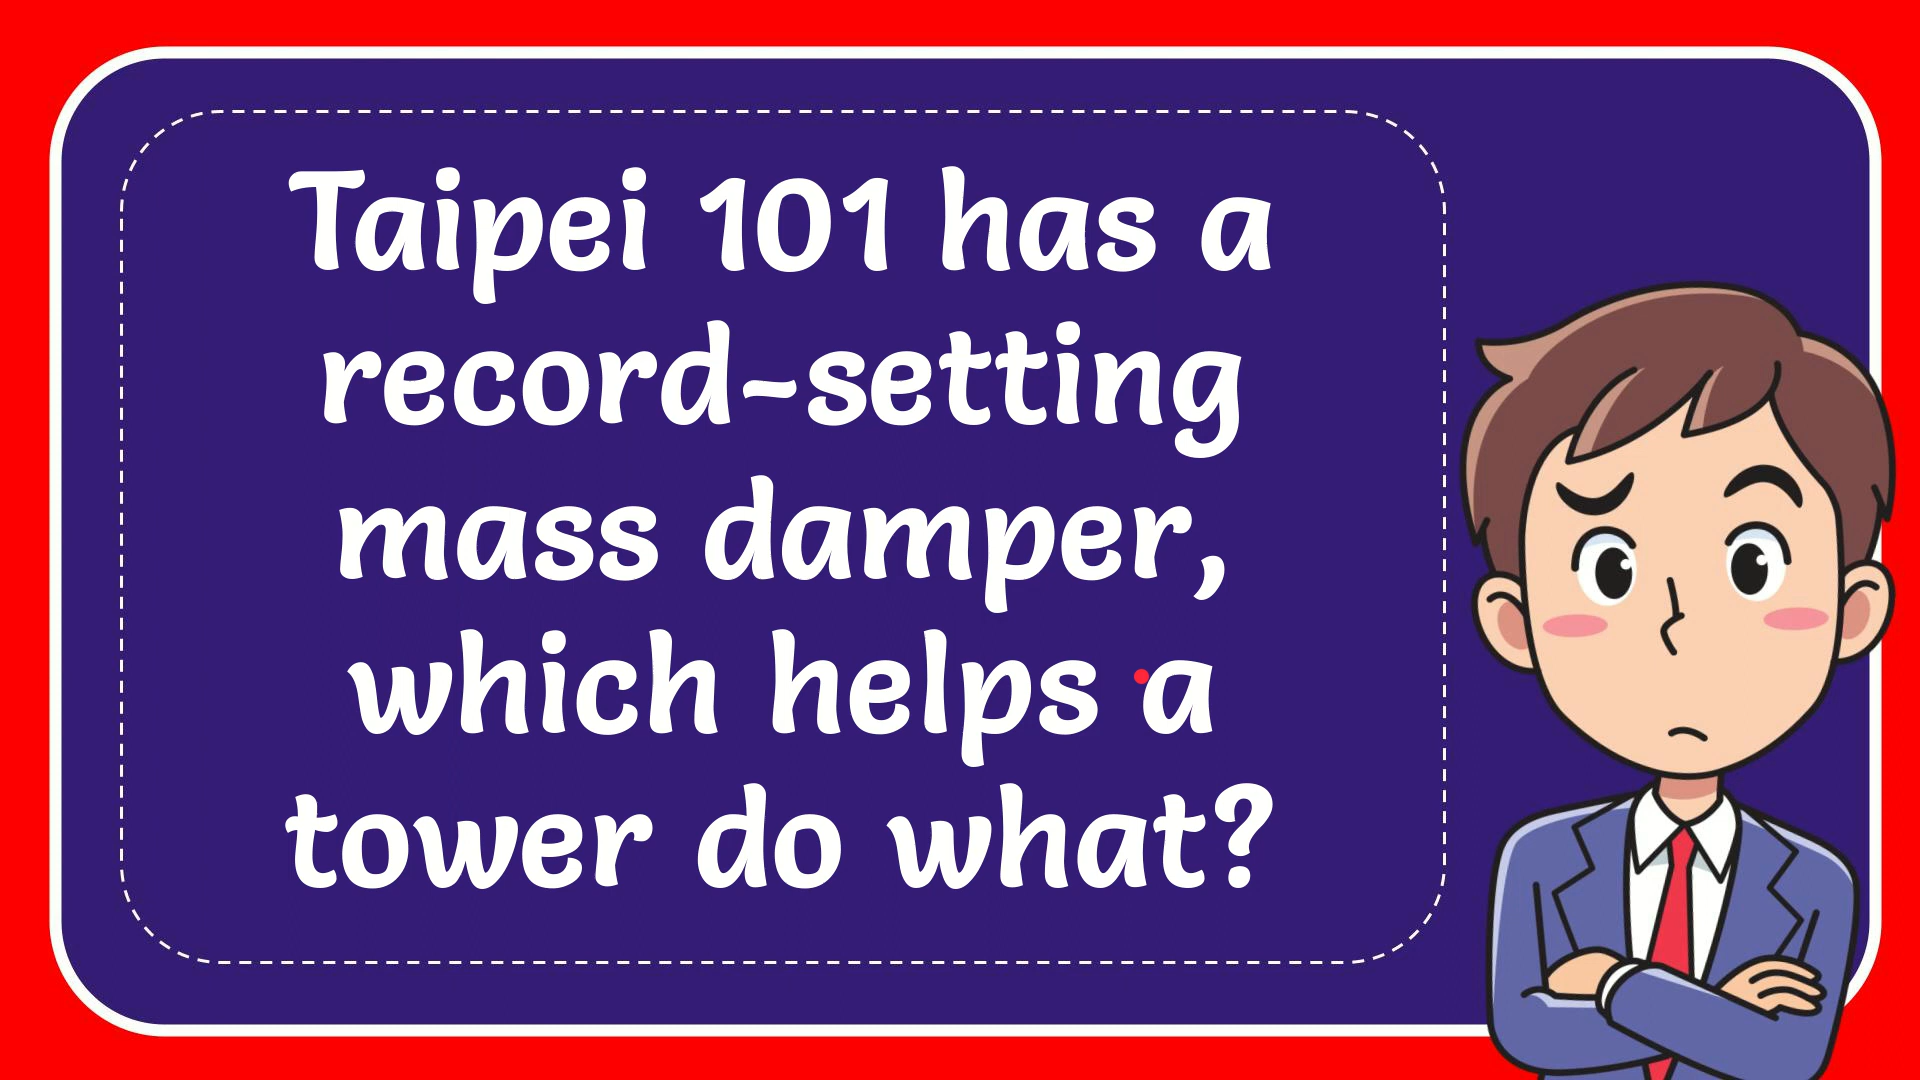 Taipei 101 has a
record-setting
mass damper,
which helps a
tower do what?